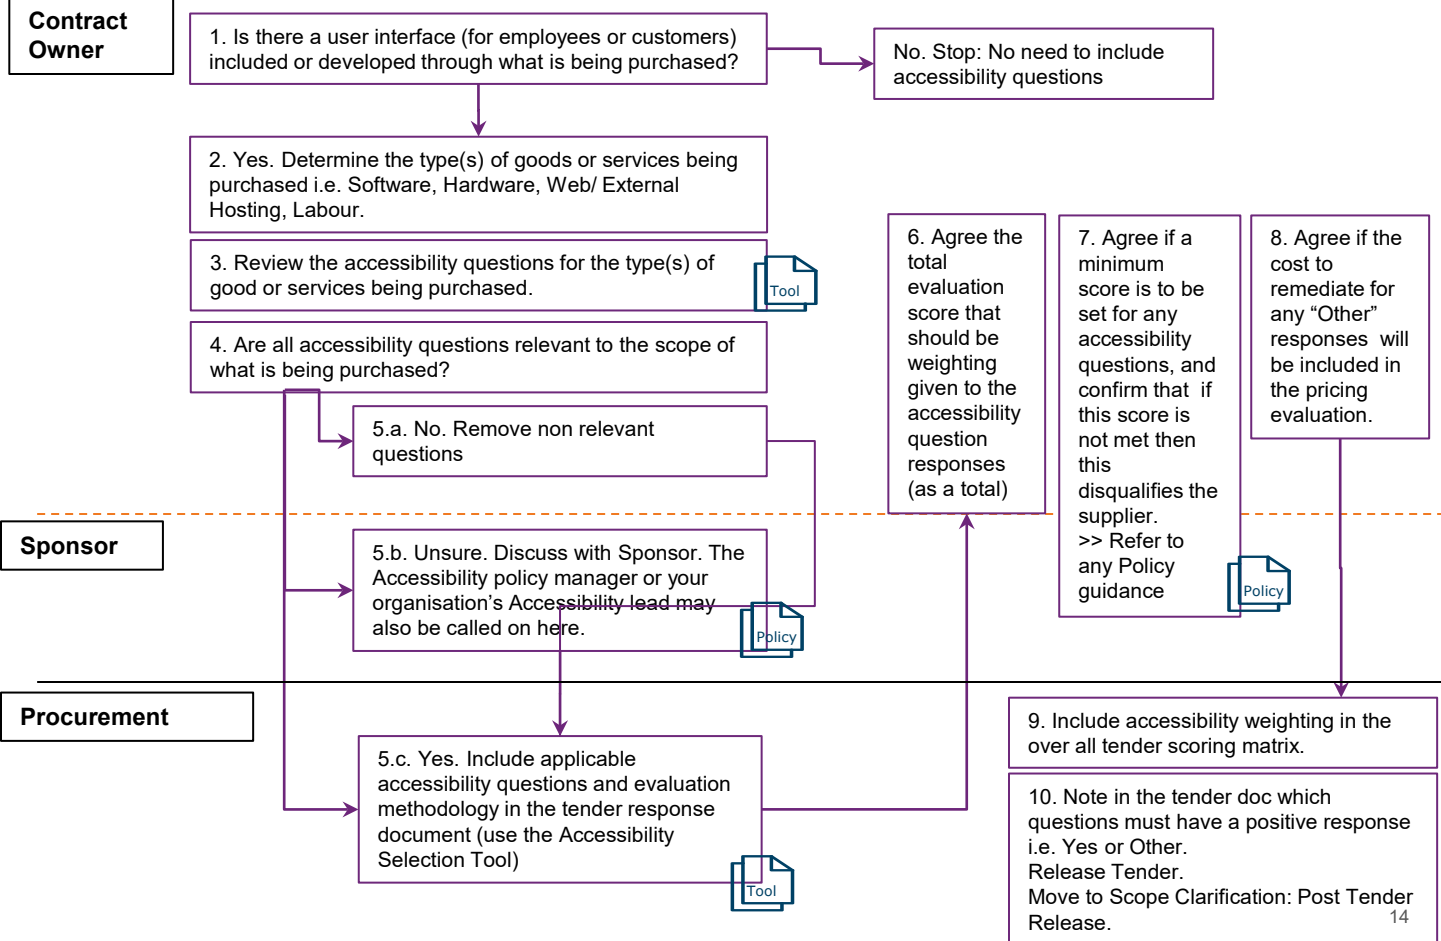 Contract
Owner
1. Is there a user interface (for employees or customers)
included or developed through what is being purchased?
No. Stop: No need to include
accessibility questions
2. Yes. Determine the type(s) of goods or services being
purchased i.e. Software, Hardware, Web/ External
Hosting, Labour.
3. Review the accessibility questions for the type(s) of
good or services being purchased.
Tool
4. Are all accessibility questions relevant to the scope of
what is being purchased?
5.a. No. Remove non relevant
questions
Sponsor
5.b. Unsure. Discuss with Sponsor. The
Accessibility policy manager or your
organisation’s Accessibility lead may
also be called on here.
Policy
Procurement
5.c. Yes. Include applicable
accessibility questions and evaluation
methodology in the tender response
document (use the Accessibility
Selection Tool)
Tool
6. Agree the
total
evaluation
score that
should be
weighting
given to the
accessibility
question
responses
(as a total)
7. Agree if a
minimum
score is to be
set for any
accessibility
questions, and
confirm that  if
this score is
not met then
this
disqualifies the
supplier.
>> Refer to
any Policy
guidance
Policy
8. Agree if the
cost to
remediate for
any “Other”
responses  will
be included in
the pricing
evaluation.
9. Include accessibility weighting in the
over all tender scoring matrix.
10. Note in the tender doc which
questions must have a positive response
i.e. Yes or Other.
Release Tender.
Move to Scope Clarification: Post Tender
Release.
14